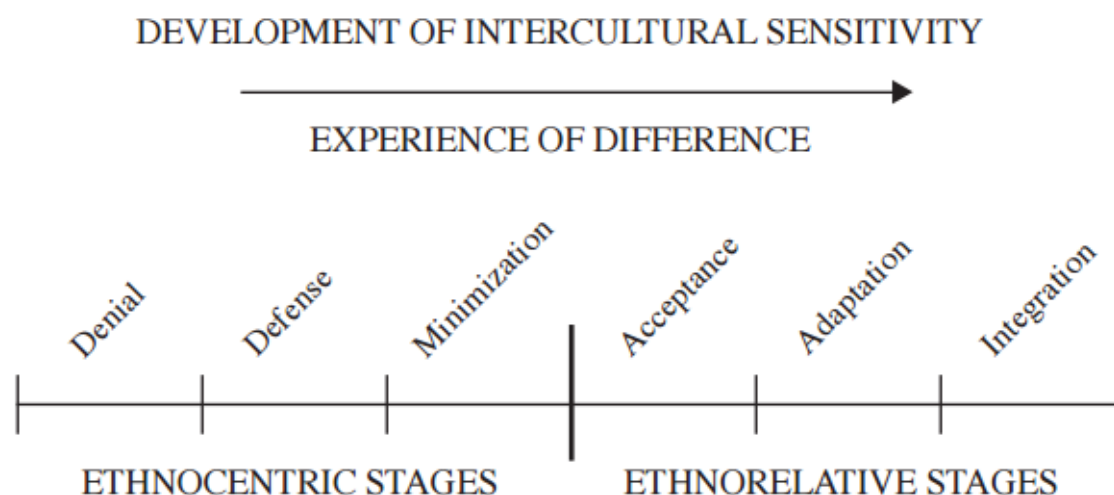 DEVELOPMENT OF INTERCULTURAL SENSITIVITY
EXPERIENCE OF DIFFERENCE
Denial
Defense
Minimization
Acceptance
Adaptation
Integration
ETHNOCENTRIC STAGES
ETHNORELATIVE STAGES